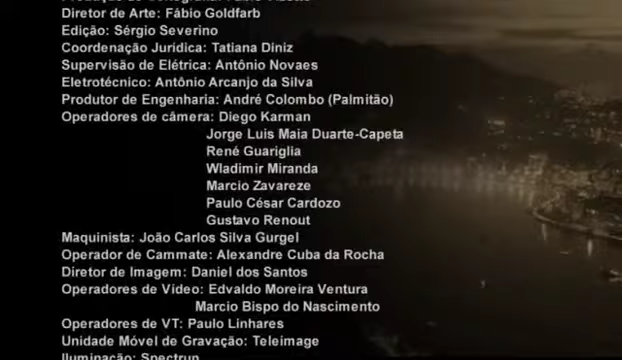 Diretor de Arte: Fábio Goldfarb
Edição: Sérgio Severino
Coordenação Jurídica: Tatiana Diniz
Supervisão de Elétrica: Antônio Novaes
Eletrotécnico: Antônio Arcanjo da Silva
Produtor de Engenharia: André Colombo (Palmitão)
Operadores de câmera: Diego Karman
Jorge Luis Maia Duarte-Capeta
René Guariglia
Wladimir Miranda
Marcio Zavareze
Paulo César Cardozo
Gustavo Renout
Maquinista: João Carlos Silva Gurgel
Operador de Cammate: Alexandre Cuba da Rocha
Diretor de Imagem: Daniel dos Santos
Operadores de Vídeo: Edvaldo Moreira Ventura
Marcio Bispo do Nascimento
Operadores de VT: Paulo Linhares
Unidade Móvel de Gravação: Teleimage
Iluminação: Spectrun